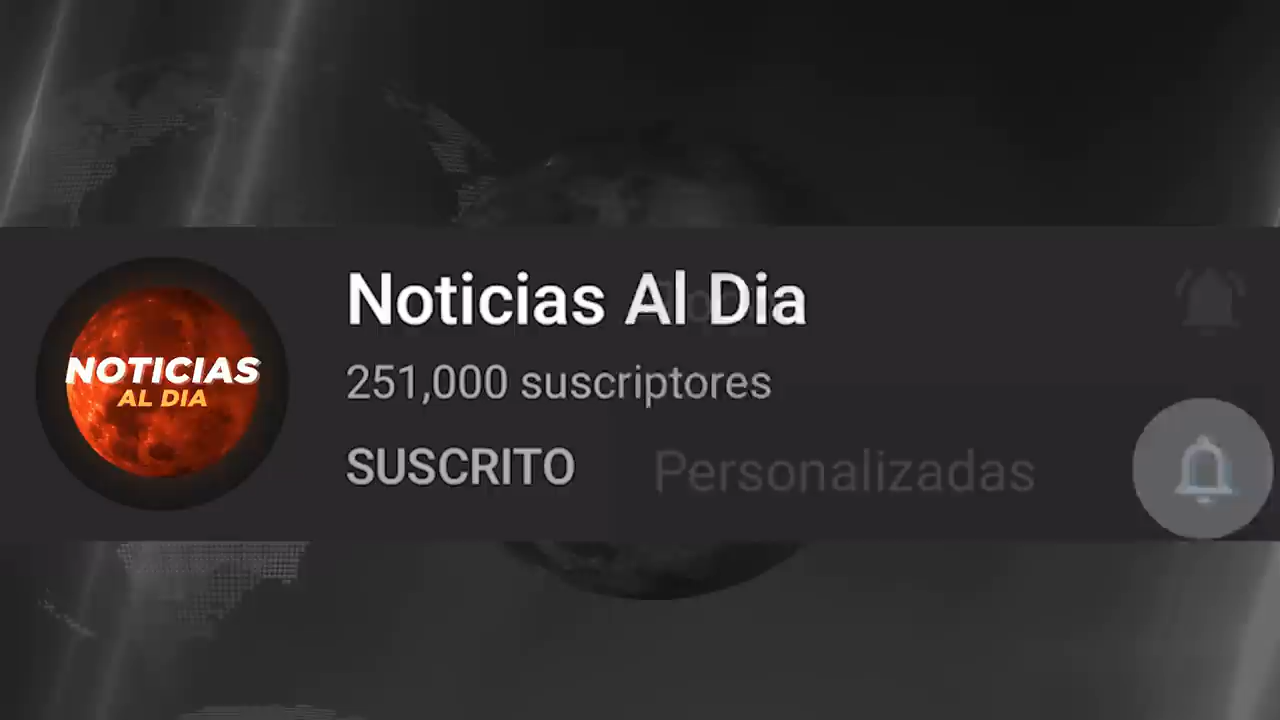 Noticias Al Dia
NOTICIAS
AL DIA
251,000 suscriptores
SUSCRITO
Personalizadas